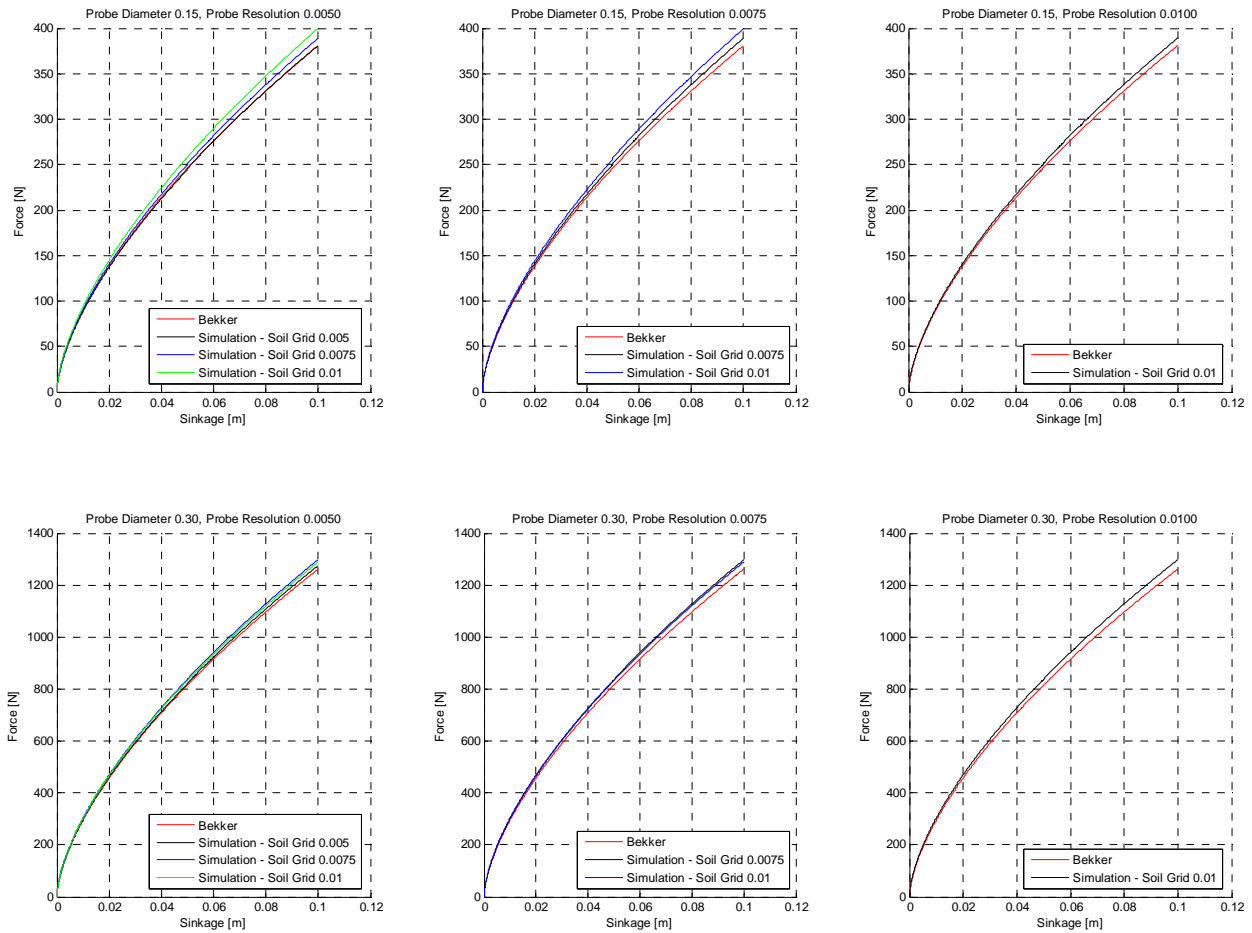 Probe Diameter 0.15, Probe Resolution 0.0050
400
350
300
250
200
150
100
50
0
Force [N]
Bekker
Simulation - Soil Grid 0.005
Simulation - Soil Grid 0.0075
Simulation - Soil Grid 0.01
0 0.02 0.04 0.06 0.08 0.1 0.12
Sinkage [m]
Probe Diameter 0.15, Probe Resolution 0.0075
400
350
300
250
200
150
100
50
0
Force [N]
Bekker
Simulation - Soil Grid 0.0075
Simulation - Soil Grid 0.01
0 0.02 0.04 0.06 0.08 0.1 0.12
Sinkage [m]
Probe Diameter 0.15, Probe Resolution 0.0100
400
350
300
250
200
150
100
50
0
Force [N]
Bekker
Simulation - Soil Grid 0.01
0 0.02 0.04 0.06 0.08 0.1 0.12
Sinkage [m]
Probe Diameter 0.30, Probe Resolution 0.0050
1400
1200
1000
800
600
400
200
0
Force [N]
Bekker
Simulation - Soil Grid 0.005
Simulation - Soil Grid 0.0075
Simulation - Soil Grid 0.01
0 0.02 0.04 0.06 0.08 0.1 0.12
Sinkage [m]
Probe Diameter 0.30, Probe Resolution 0.0075
1400
1200
1000
800
600
400
200
0
Force [N]
Bekker
Simulation - Soil Grid 0.0075
Simulation - Soil Grid 0.01
0 0.02 0.04 0.06 0.08 0.1 0.12
Sinkage [m]
Probe Diameter 0.30, Probe Resolution 0.0100
1400
1200
1000
800
600
400
200
0
Force [N]
Bekker
Simulation - Soil Grid 0.01
0 0.02 0.04 0.06 0.08 0.1 0.12
Sinkage [m]